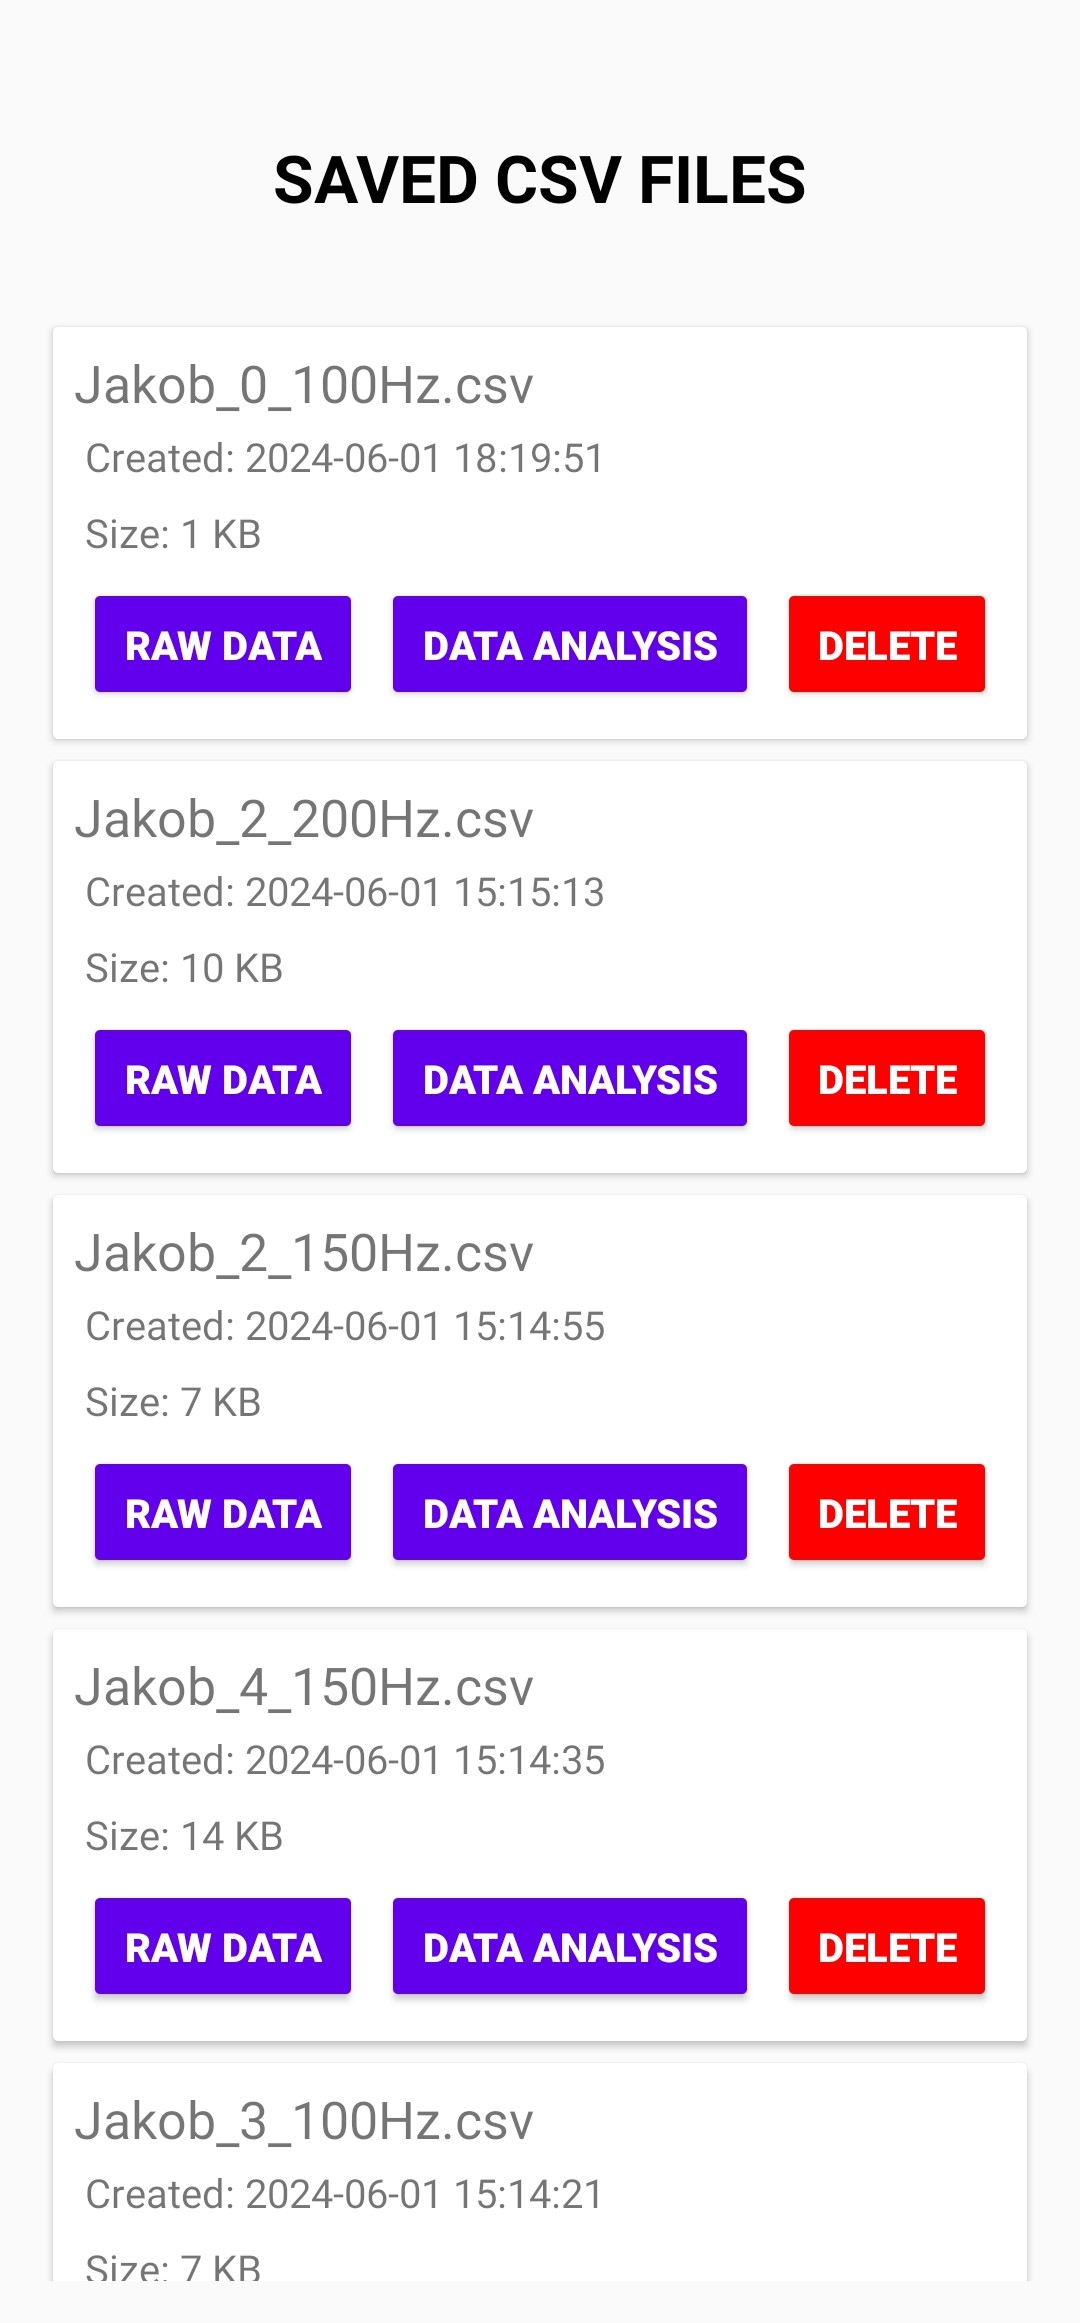 SAVED CSV FILES
Jakob_0_100Hz.csv
Created: 2024-06-01 18:19:51
Size: 1 KB
RAW DATA DATA ANALYSIS DELETE
Jakob_2_200Hz.csv
Created: 2024-06-01 15:15:13
Size: 10 KB
RAW DATA DATA ANALYSIS DELETE
Jakob_2_150Hz.csv
Created: 2024-06-01 15:14:55
Size: 7 KB
RAW DATA DATA ANALYSIS DELETE
Jakob_4_150Hz.csv
Created: 2024-06-01 15:14:35
Size: 14 KB
RAW DATA DATA ANALYSIS DELETE
Jakob_3_100Hz.csv
Created: 2024-06-01 15:14:21
Size: 7 KB